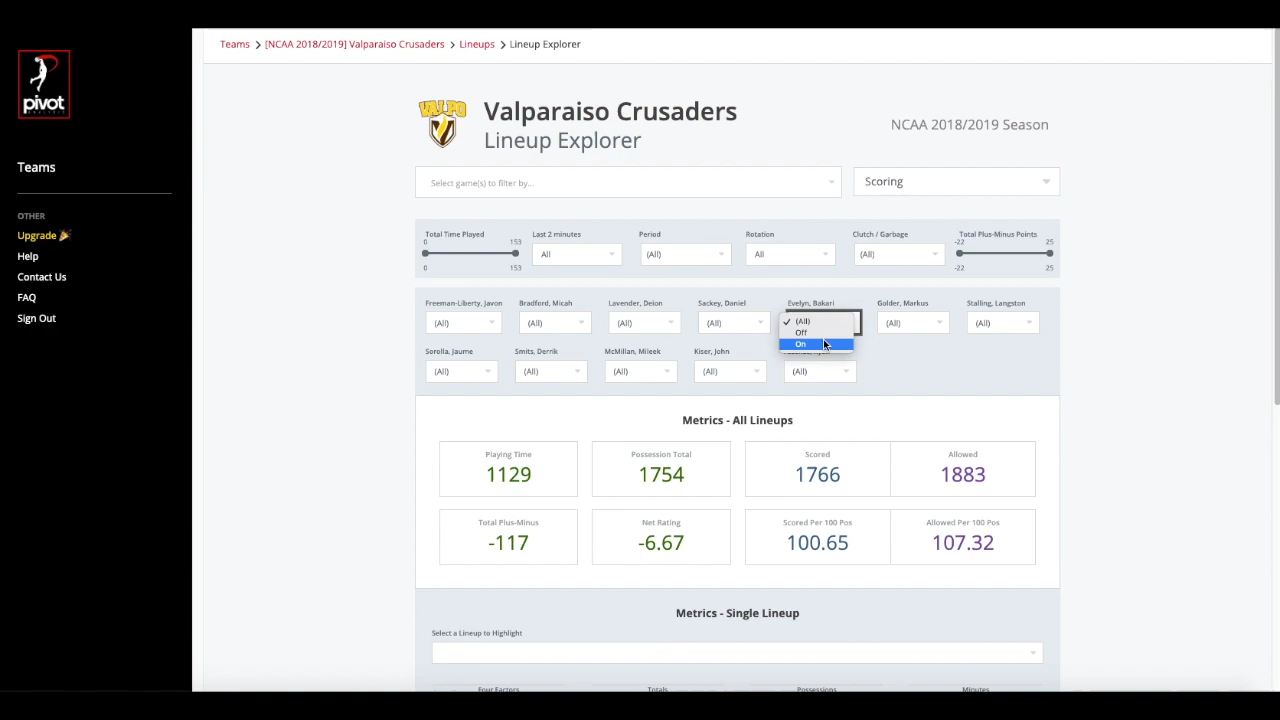 Teams > [NCAA 2018/2019] Valparaiso Crusaders > Lineups > Lineup Explorer
pivot
Teams
OTHER
Upgrade 🎉
Help
Contact Us
FAQ
Sign Out
VALPO
Valparaiso Crusaders
Lineup Explorer
NCAA 2018/2019 Season
Select game(s) to filter by...
Scoring
Total Time Played
Last 2 minutes
Period
Rotation
Clutch / Garbage
Total Plus-Minus Points
0 153
All
(All)
All
(All)
-22 25
0 153
-22 25
Freeman-Liberty, Javon
Bradford, Micah
Lavender, Deion
Sackey, Daniel
Evelyn, Bakari
Golder, Markus
Stalling, Langston
(All)
(All)
(All)
(All)
✓ (All)
Off
On
(All)
(All)
Sorolla, Jaume
Smits, Derrik
McMillan, Mileek
Kiser, John
(All)
(All)
(All)
(All)
(All)
Metrics - All Lineups
Playing Time
1129
Possession Total
1754
Scored
1766
Allowed
1883
Total Plus-Minus
-117
Net Rating
-6.67
Scored Per 100 Pos
100.65
Allowed Per 100 Pos
107.32
Metrics - Single Lineup
Select a Lineup to Highlight
Four Factors
Totals
Possessions
Minutes